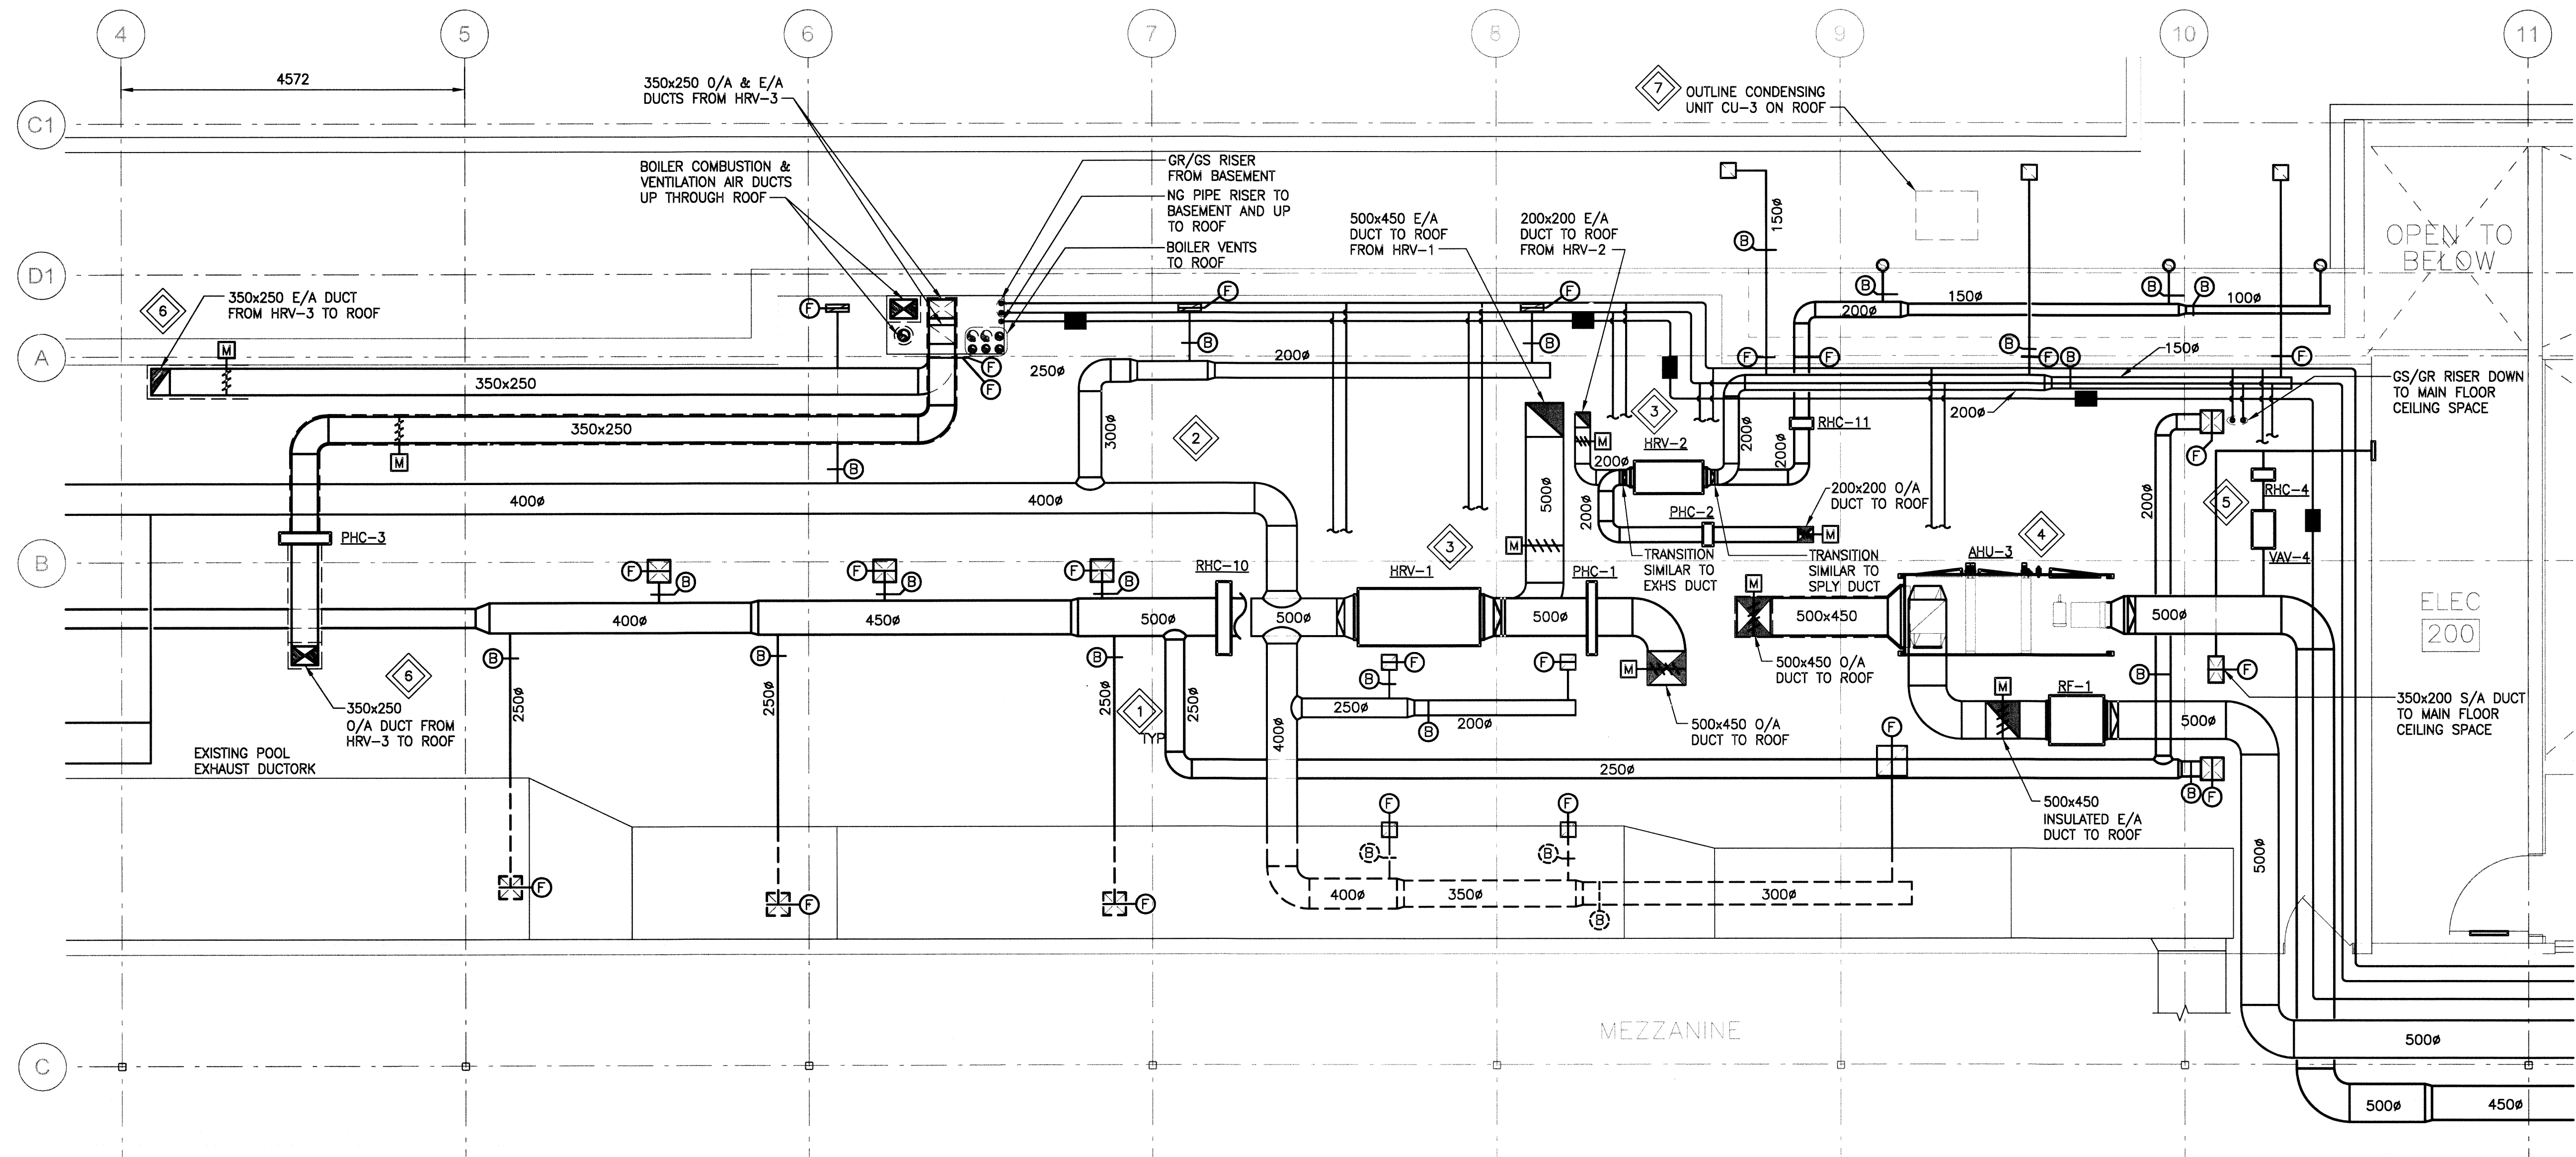 4
5
6
7
8
9
10
11
4572
C1
D1
A
B
C
350x250 O/A & E/A
DUCTS FROM HRV-3
BOILER COMBUSTION &
VENTILATION AIR DUCTS
UP THROUGH ROOF
GR/GS RISER
FROM BASEMENT
NG PIPE RISER TO
BASEMENT AND UP
TO ROOF
BOILER VENTS
TO ROOF
500x450 E/A
DUCT TO ROOF
FROM HRV-1
200x200 E/A
DUCT TO ROOF
FROM HRV-2
7
OUTLINE CONDENSING
UNIT CU-3 ON ROOF
OPEN TO
BELOW
6
350x250 E/A DUCT
FROM HRV-3 TO ROOF
M
F
F
F
F
F
B
B
B
150ø
B
B
B
B
150ø
200ø
100ø
350x250
350x250
M
250ø
200ø
300ø
2
B
F
F
B
F
B
F
150ø
200ø
GS/GR RISER DOWN
TO MAIN FLOOR
CEILING SPACE
3
HRV-2
M
200ø
200ø
200ø
200ø
RHC-11
PHC-2
200x200 O/A
DUCT TO ROOF
M
F
5
RHC-4
VAV-4
200ø
400ø
400ø
500ø
PHC-3
F
B
F
B
F
B
RHC-10
HRV-1
3
M
PHC-1
TRANSITION
SIMILAR TO
EXHS DUCT
TRANSITION
SIMILAR TO
SPLY DUCT
AHU-3
4
M
400ø
450ø
500ø
500ø
500ø
500x450
500ø
ELEC
200
B
B
B
6
350x250
O/A DUCT FROM
HRV-3 TO ROOF
250ø
250ø
250ø
250ø
1
TYP
F
B
F
M
250ø
200ø
B
400ø
500x450 O/A
DUCT TO ROOF
500x450 O/A
DUCT TO ROOF
M
RF-1
500ø
B
F
350x200 S/A DUCT
TO MAIN FLOOR
CEILING SPACE
EXISTING POOL
EXHAUST DUCTORK
250ø
F
B
F
500x450
INSULATED E/A
DUCT TO ROOF
F
F
B
B
F
F
F
400ø
350ø
300ø
B
500ø
MEZZANINE
500ø
500ø
450ø